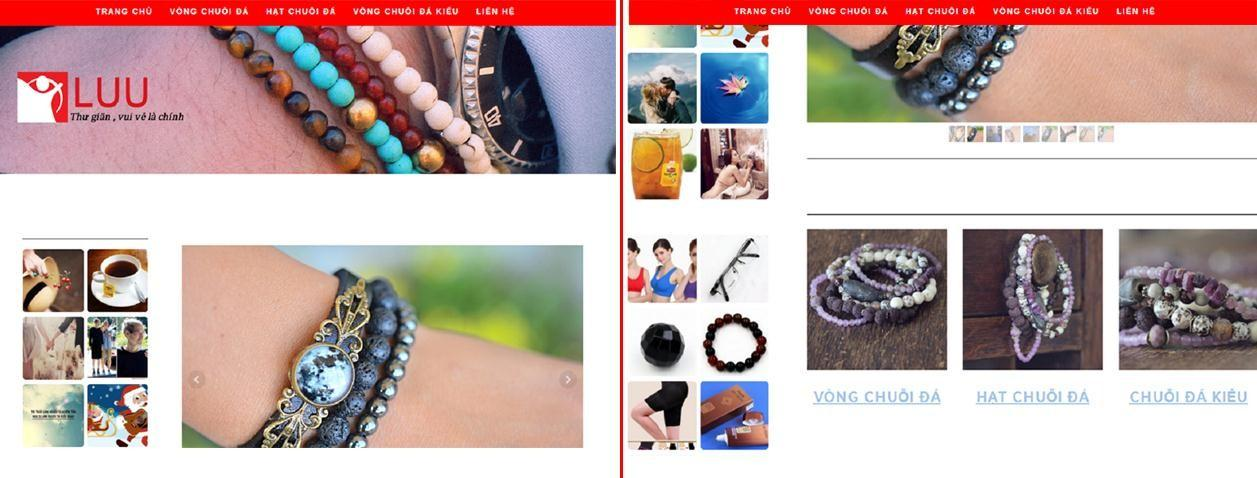 TRANG CHỦ VÒNG CHUỖI ĐÁ HẠT CHUỖI ĐÁ VÒNG CHUỖI ĐÁ KIỂU LIÊN HỆ
LUU
Thư giãn , vui vẻ là chính
TRANG CHỦ VÒNG CHUỖI ĐÁ HẠT CHUỖI ĐÁ VÒNG CHUỖI ĐÁ KIỂU LIÊN HỆ
VÒNG CHUỖI ĐÁ
HẠT CHUỖI ĐÁ
CHUỖI ĐÁ KIỂU